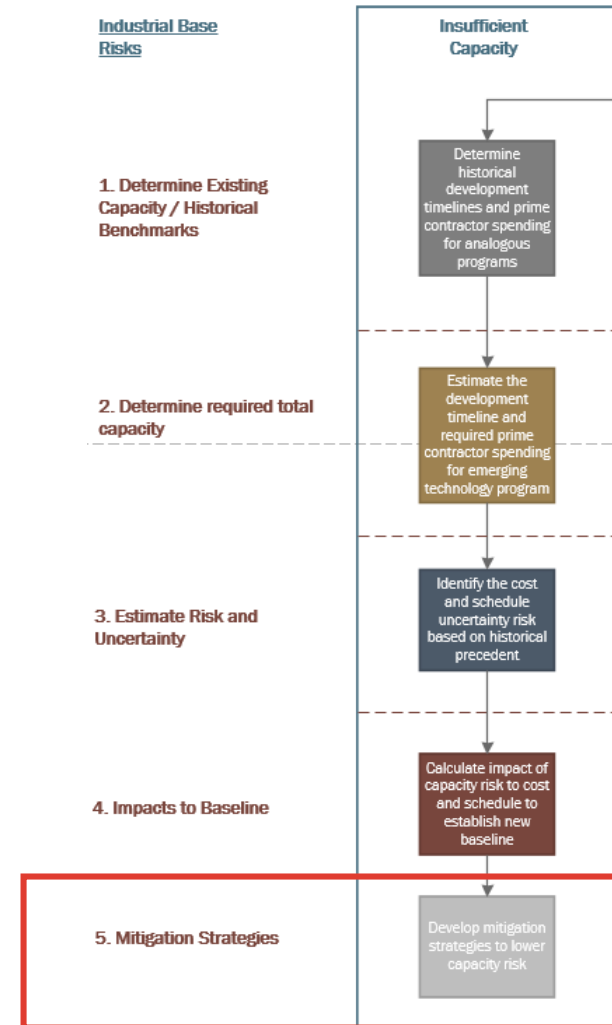 Industrial Base
Risks
Insufficient
Capacity
1. Determine Existing
Capacity / Historical
Benchmarks
Determine
historical
development
timelines and prime
contractor spending
for analogous
programs
2. Determine required total
capacity
Estimate the
development
timeline and
required prime
contractor spending
for emerging
technology program
3. Estimate Risk and
Uncertainty
Identify the cost
and schedule
uncertainty risk
based on historical
precedent
4. Impacts to Baseline
Calculate impact of
capacity risk to cost
and schedule to
establish new
baseline
5. Mitigation Strategies
Develop mitigation
strategies to lower
capacity risk